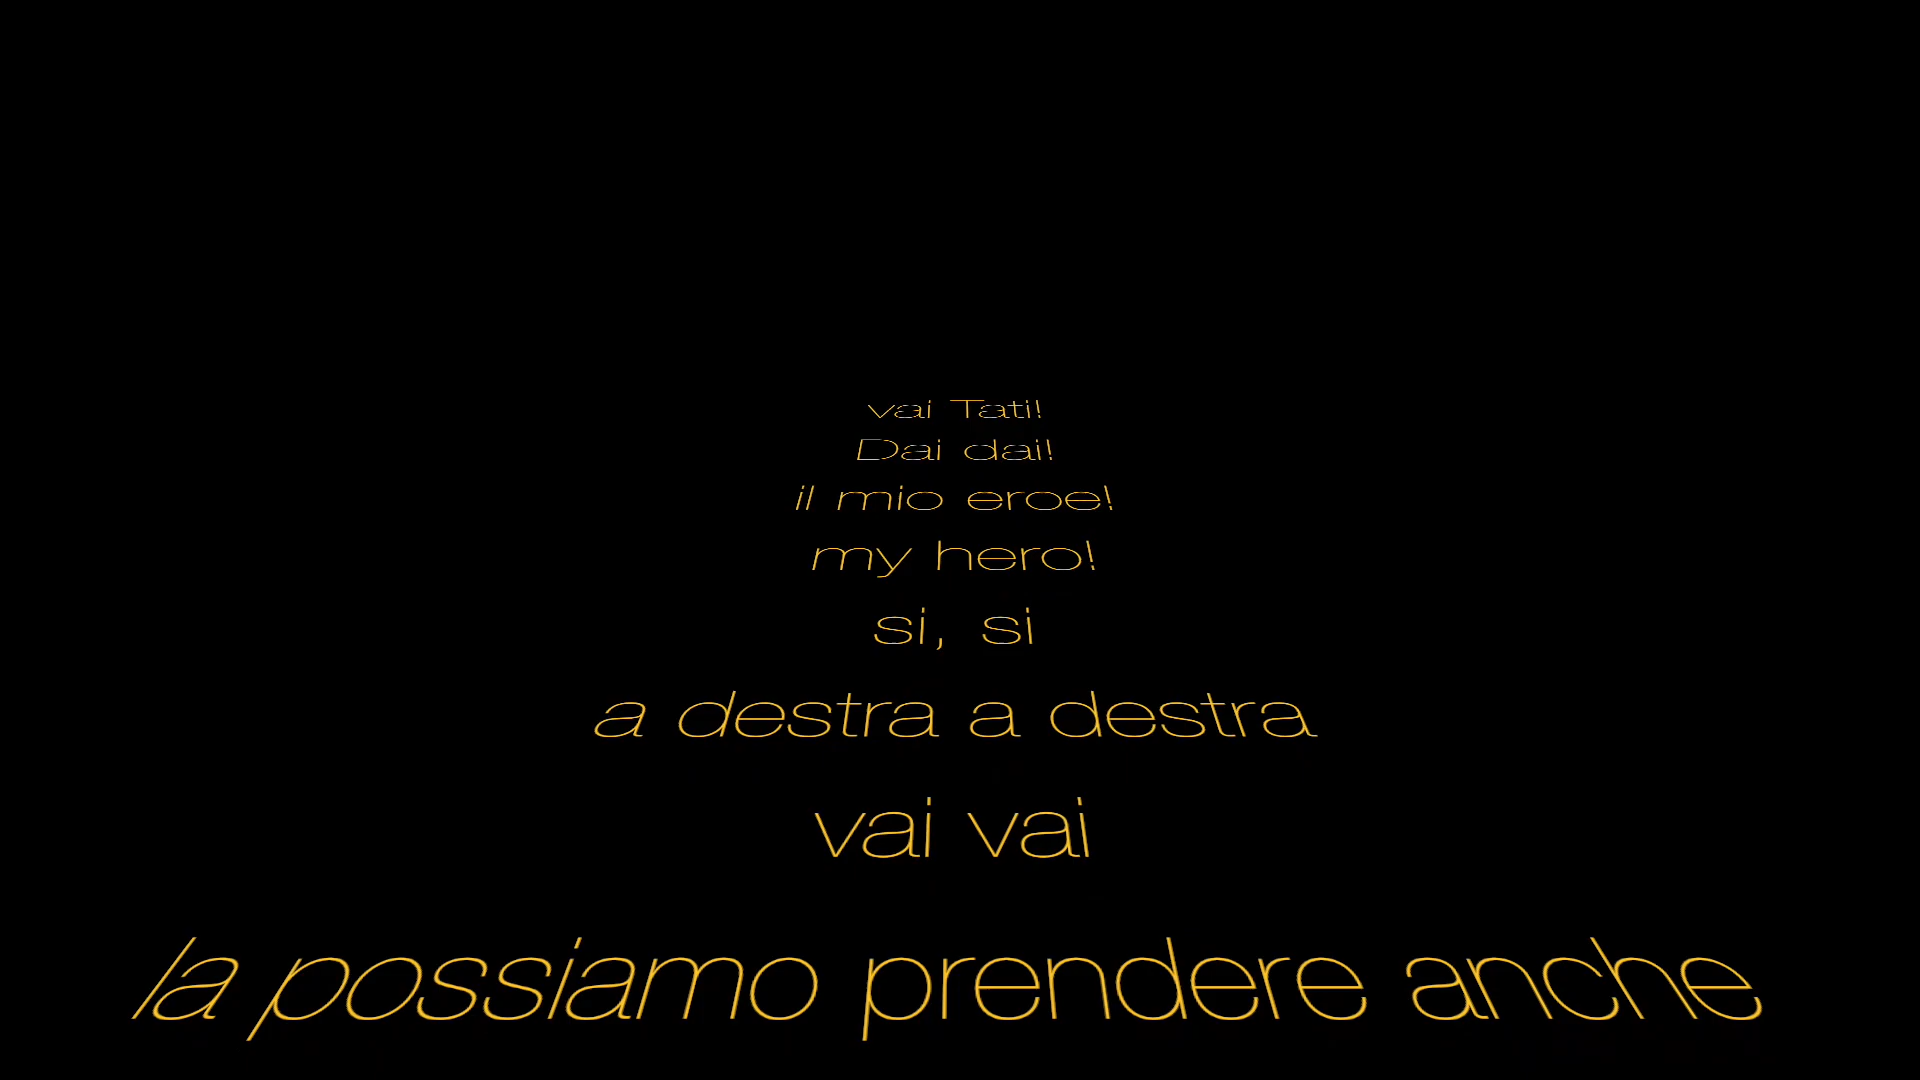 vai Tati!
Dai dai!
il mio eroe!
my hero!
si, si
a destra a destra
vai vai
la possiamo prendere anche